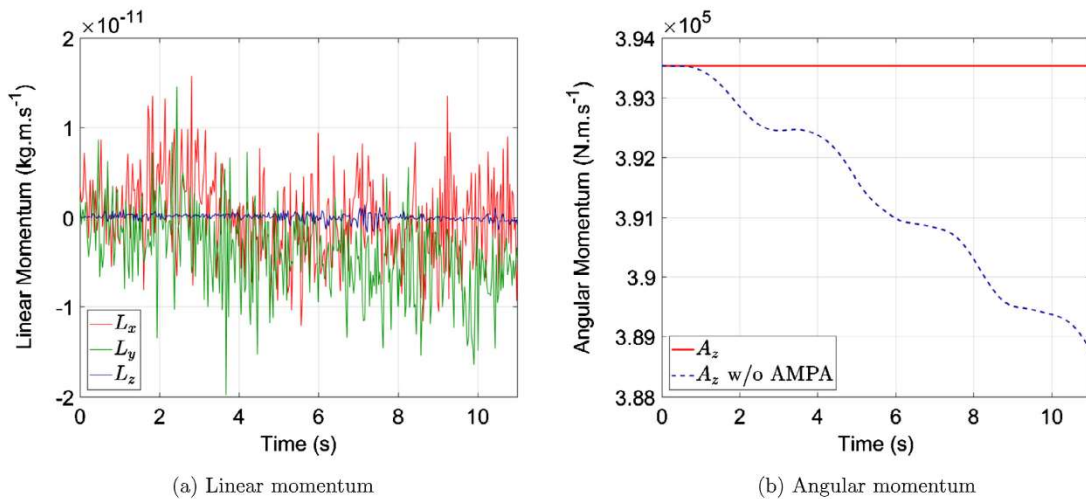 ×10⁻¹¹
2
1
0
-1
-2
Linear Momentum (kg.m.s⁻¹)
L_x
L_y
L_z
0 2 4 6 8 10
Time (s)
(a) Linear momentum
×10⁵
3.94
3.93
3.92
3.91
3.9
3.89
3.88
Angular Momentum (N.m.s⁻¹)
A_z
A_z w/o AMPA
0 2 4 6 8 10
Time (s)
(b) Angular momentum